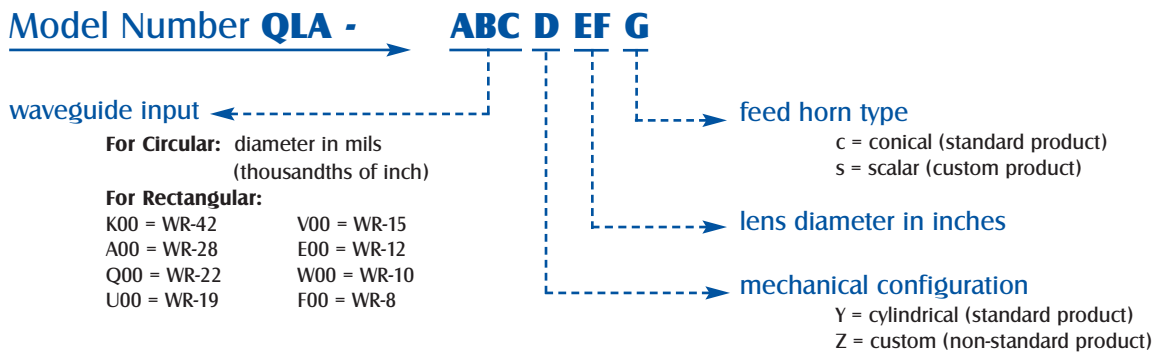 Model Number QLA - ABC D EF G
waveguide input
For Circular: diameter in mils
(thousandths of inch)
For Rectangular:
K00 = WR-42 V00 = WR-15
A00 = WR-28 E00 = WR-12
Q00 = WR-22 W00 = WR-10
U00 = WR-19 F00 = WR-8
feed horn type
c = conical (standard product)
s = scalar (custom product)
lens diameter in inches
mechanical configuration
Y = cylindrical (standard product)
Z = custom (non-standard product)